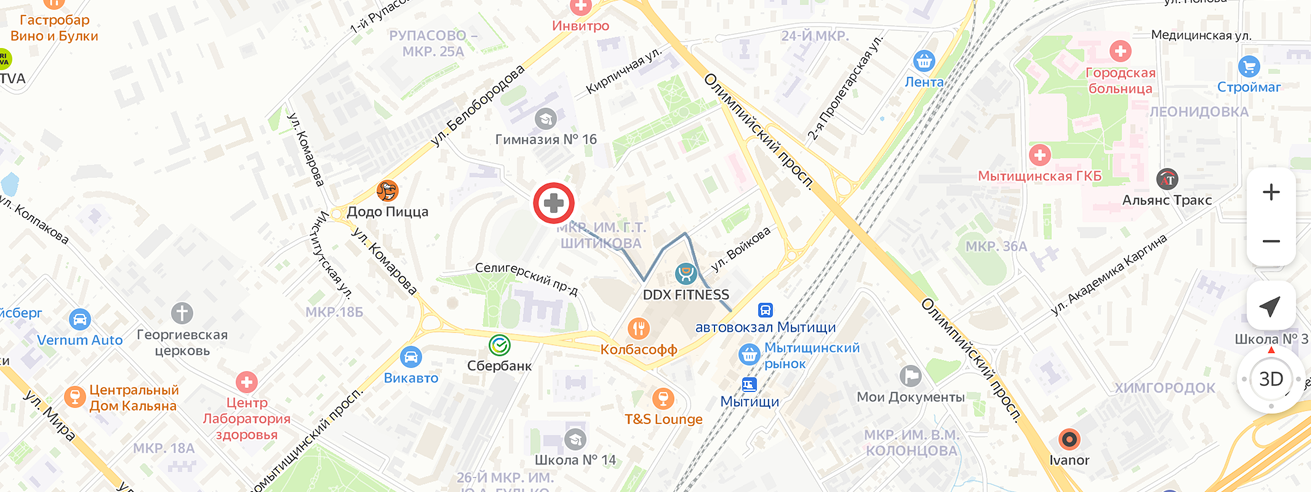 Гастробар
Вино и Булки
1-й Рупасо
РУПАСОВО –
МКР. 25А
Инвитро
24-Й МКР.
Медицинская ул.
Городская
больница
Строймаг
ЛЕОНИДОВКА
Лента
2-я Пролетарская ул.
Кирпичная ул.
Олимпийский просп.
TVA
ул. Белобородова
ул. Комарова
Гимназия № 16
Мытищинская ГКБ
Альянс Тракс
Додо Пицца
ул. Колпакова
Институтская ул.
ул. Комарова
МКР. ИМ. Г.Т.
ШИТИКОВА
ул. Войкова
МКР. 36А
ул. Академика Каргина
Селигерский пр-д
DDX FITNESS
МКР.18Б
йсберг
Vernum Auto
Георгиевская
церковь
автовокзал Мытищи
Колбасофф
Мытищинский
рынок
Олимпийский просп.
Школа № 3
3D
Сбербанк
Викавто
Мытищи
Мои Документы
ХИМГОРОДОК
Центральный
Дом Кальяна
Центр
Лаборатория
здоровья
T&S Lounge
ул. Мира
МКР. 18А
омытищинский просп.
Школа № 14
МКР. ИМ. В.М.
КОЛОНЦОВА
Ivanor
26-Й МКР. ИМ.